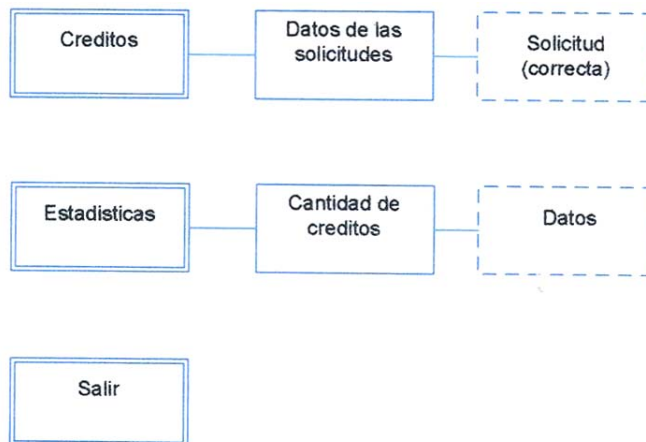 Creditos
Datos de las
solicitudes
Solicitud
(correcta)
Estadisticas
Cantidad de
creditos
Datos
Salir